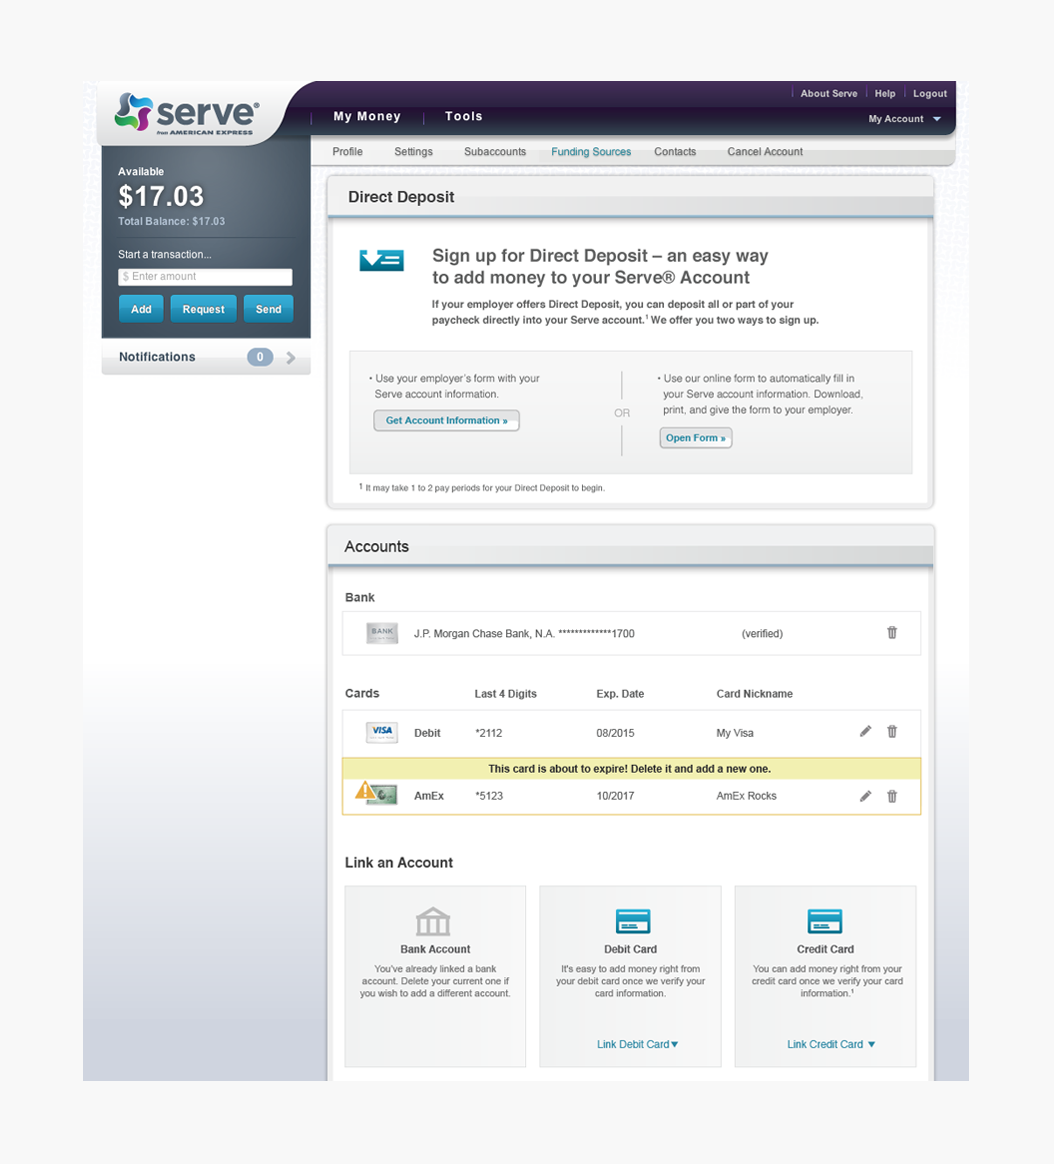 About Serve
Help
Logout
serve®
from AMERICAN EXPRESS
My Money
Tools
My Account
Profile
Settings
Subaccounts
Funding Sources
Contacts
Cancel Account
Available
$17.03
Total Balance: $17.03
Start a transaction...
$ Enter amount
Add
Request
Send
Notifications
0
Direct Deposit
Sign up for Direct Deposit – an easy way
to add money to your Serve® Account
If your employer offers Direct Deposit, you can deposit all or part of your
paycheck directly into your Serve account.¹ We offer you two ways to sign up.
• Use your employer's form with your
Serve account information.
Get Account Information »
OR
• Use our online form to automatically fill in
your Serve account information. Download,
print, and give the form to your employer.
Open Form »
¹ It may take 1 to 2 pay periods for your Direct Deposit to begin.
Accounts
Bank
BANK
J.P. Morgan Chase Bank, N.A. *************1700
(verified)
Cards
Last 4 Digits
Exp. Date
Card Nickname
VISA
Debit
*2112
08/2015
My Visa
This card is about to expire! Delete it and add a new one.
AmEx
*5123
10/2017
AmEx Rocks
Link an Account
Bank Account
You've already linked a bank
account. Delete your current one if
you wish to add a different account.
Debit Card
It's easy to add money right from
your debit card once we verify your
card information.
Link Debit Card
Credit Card
You can add money right from your
credit card once we verify your card
information.¹
Link Credit Card